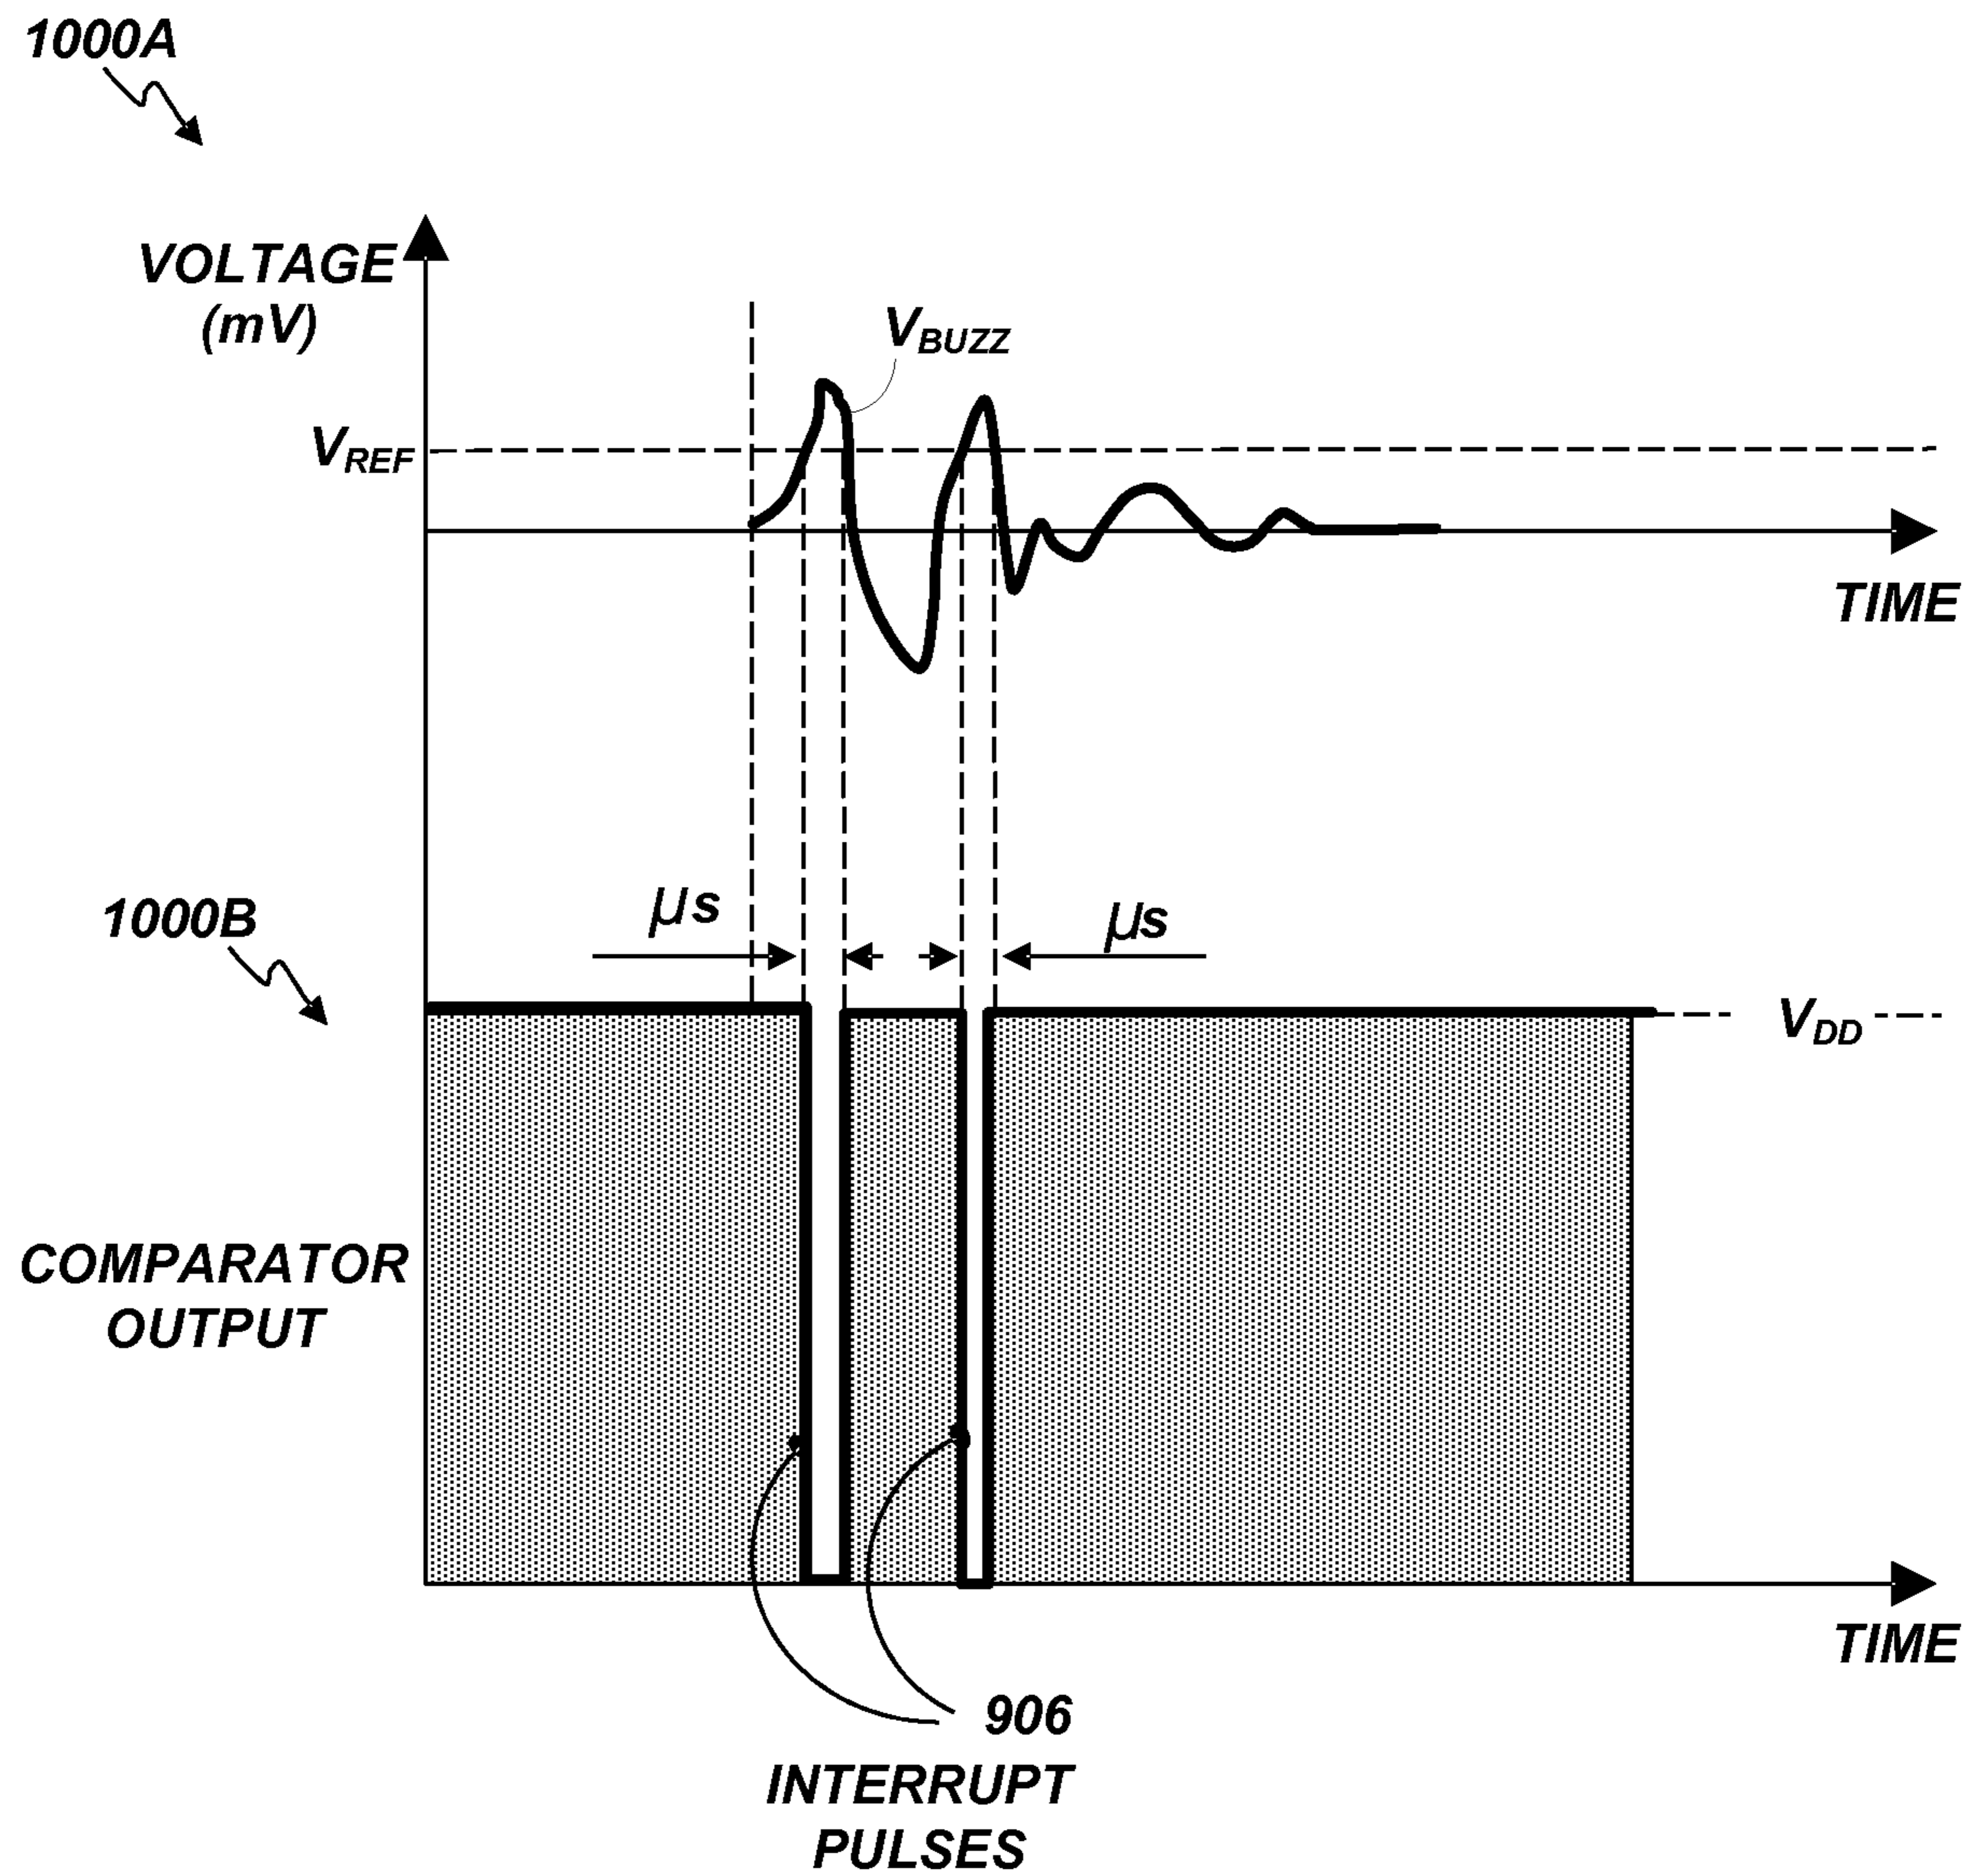 1000A
VOLTAGE
(mV)
VBUZZ
VREF
TIME
1000B
μs
μs
VDD
COMPARATOR
OUTPUT
TIME
906
INTERRUPT
PULSES